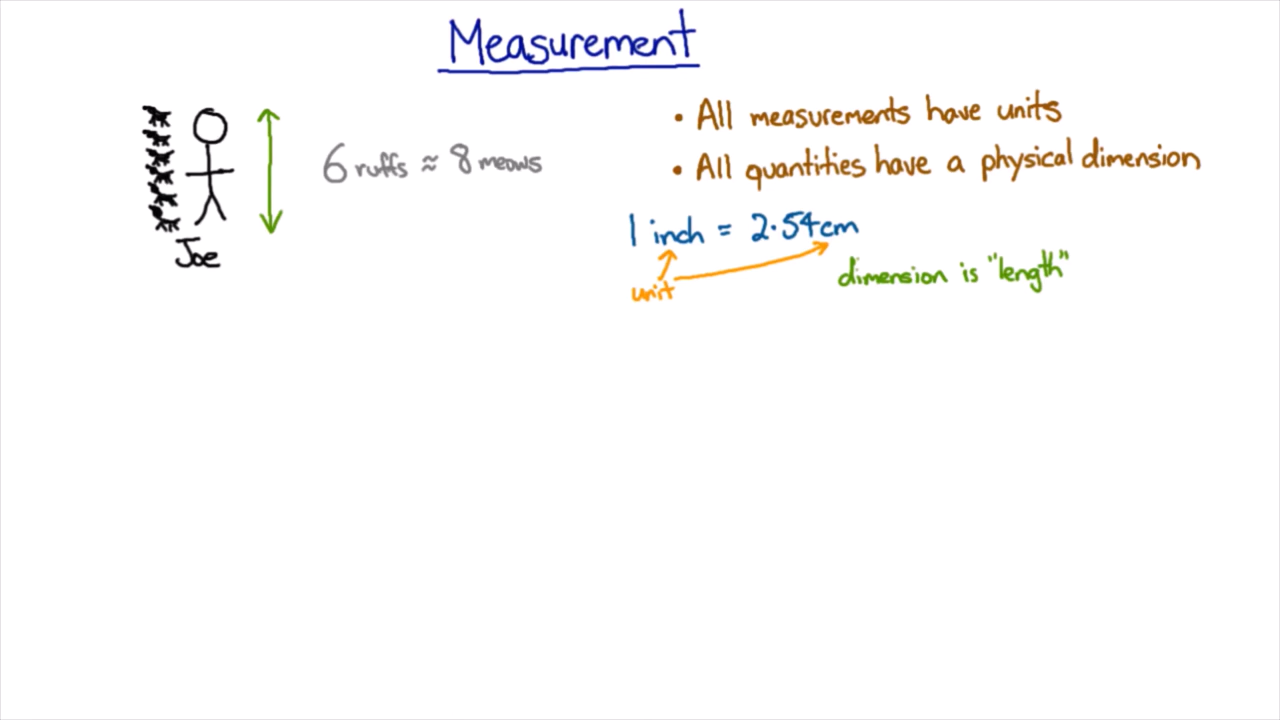 Measurement
6 ruffs ≈ 8 meows
Joe
• All measurements have units
• All quantities have a physical dimension
1 inch = 2.54cm
unit
dimension is "length"